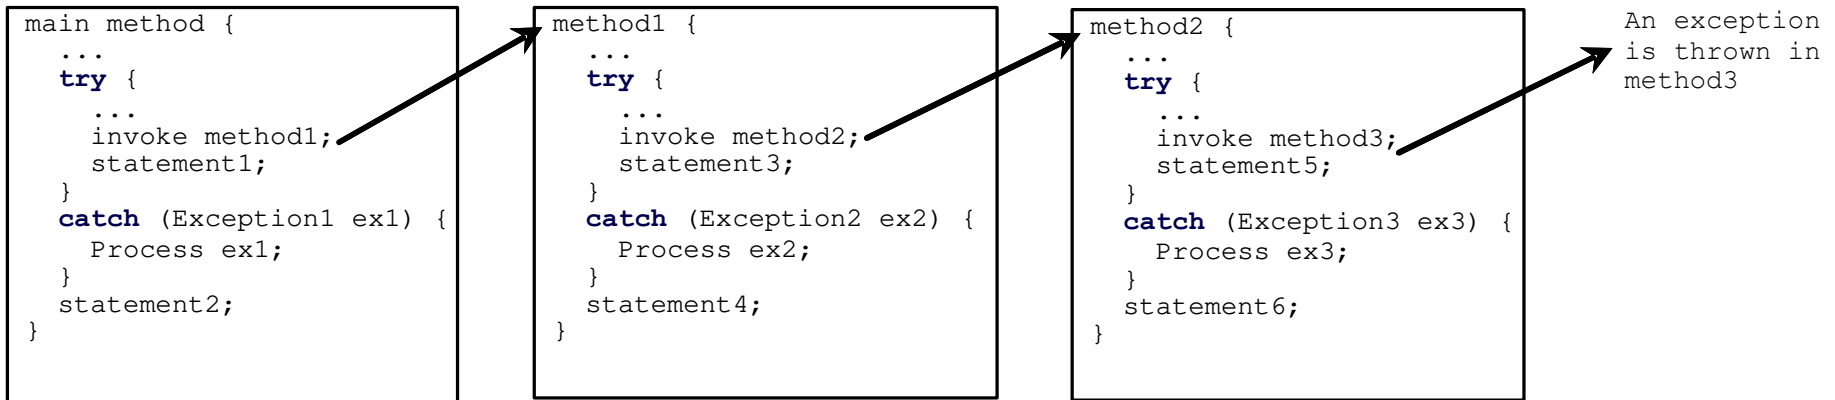 main method {
...
try {
...
invoke method1;
statement1;
}
catch (Exception1 ex1) {
Process ex1;
}
statement2;
}
method1 {
...
try {
...
invoke method2;
statement3;
}
catch (Exception2 ex2) {
Process ex2;
}
statement4;
}
method2 {
...
try {
...
invoke method3;
statement5;
}
catch (Exception3 ex3) {
Process ex3;
}
statement6;
}
An exception
is thrown in
method3